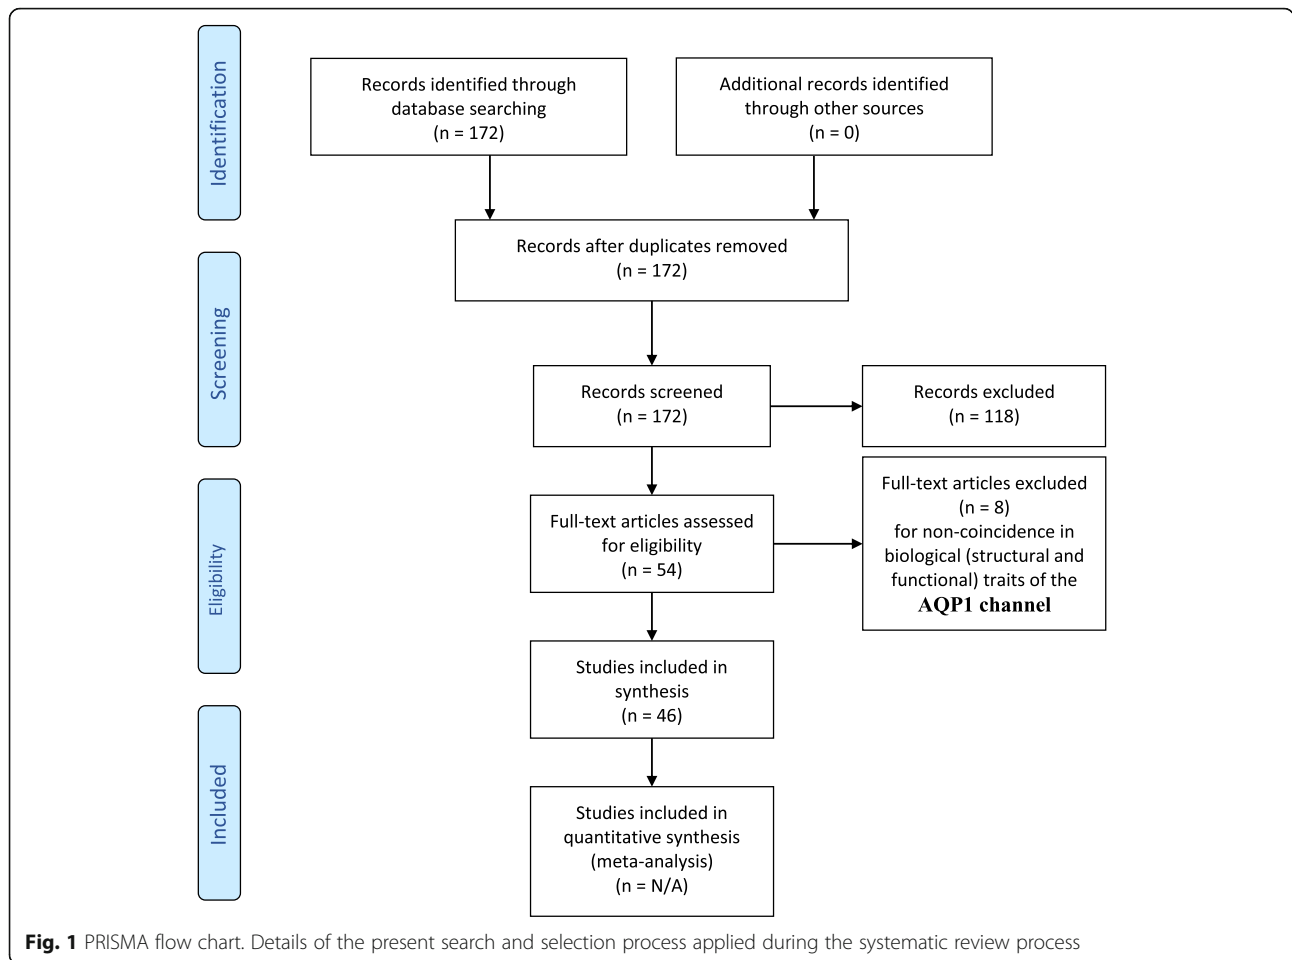 Identification
Records identified through
database searching
(n = 172)
Additional records identified
through other sources
(n = 0)
Records after duplicates removed
(n = 172)
Screening
Records screened
(n = 172)
Records excluded
(n = 118)
Eligibility
Full-text articles assessed
for eligibility
(n = 54)
Full-text articles excluded
(n = 8)
for non-coincidence in
biological (structural and
functional) traits of the
AQP1 channel
Studies included in
synthesis
(n = 46)
Included
Studies included in
quantitative synthesis
(meta-analysis)
(n = N/A)
Fig. 1 PRISMA flow chart. Details of the present search and selection process applied during the systematic review process